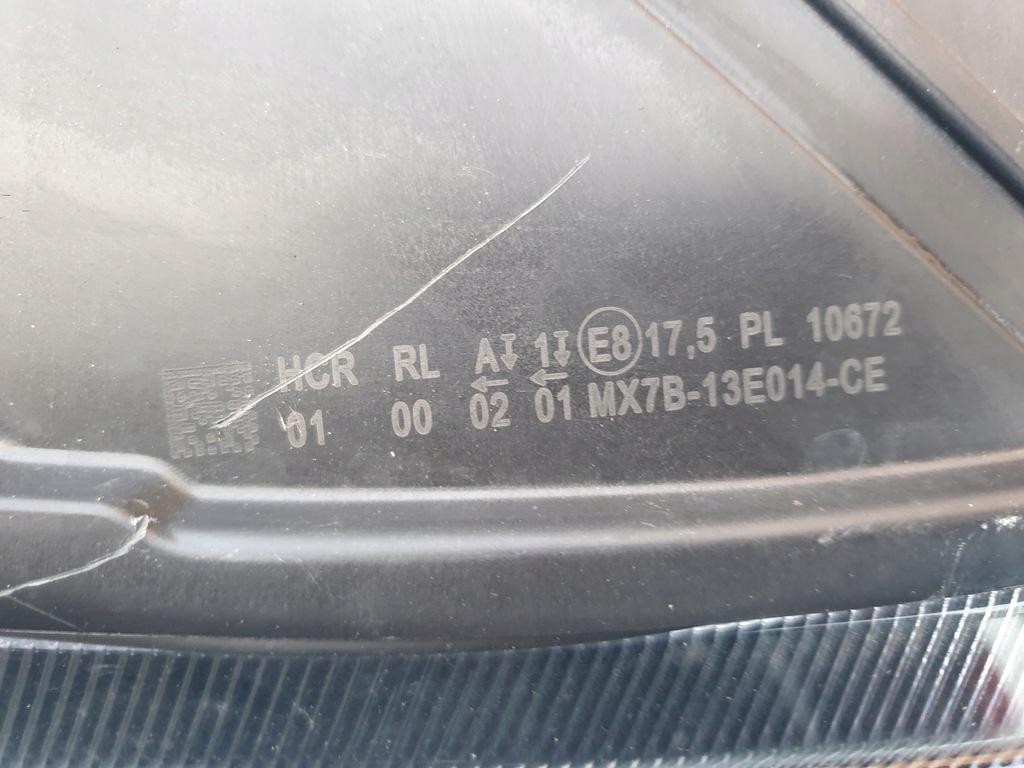 HCR RL A 1 E8 17,5 PL 10672
01 00 02 01 MX7B-13E014-CE